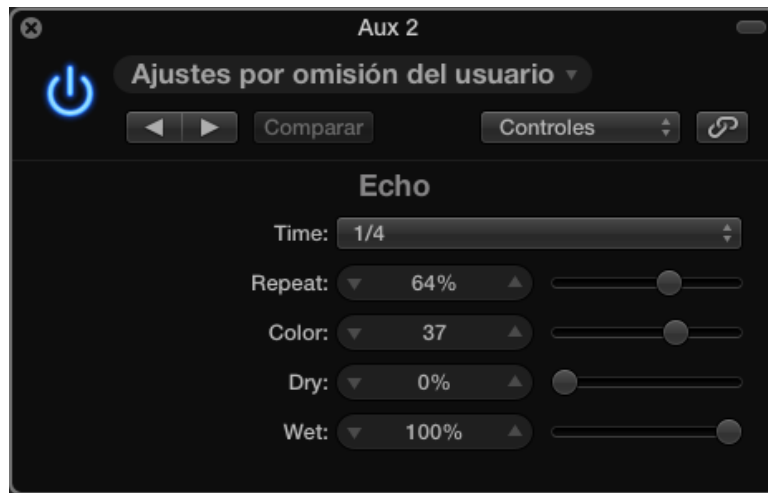 Aux 2
Ajustes por omisión del usuario
Comparar Controles
Echo
Time: 1/4
Repeat: 64%
Color: 37
Dry: 0%
Wet: 100%